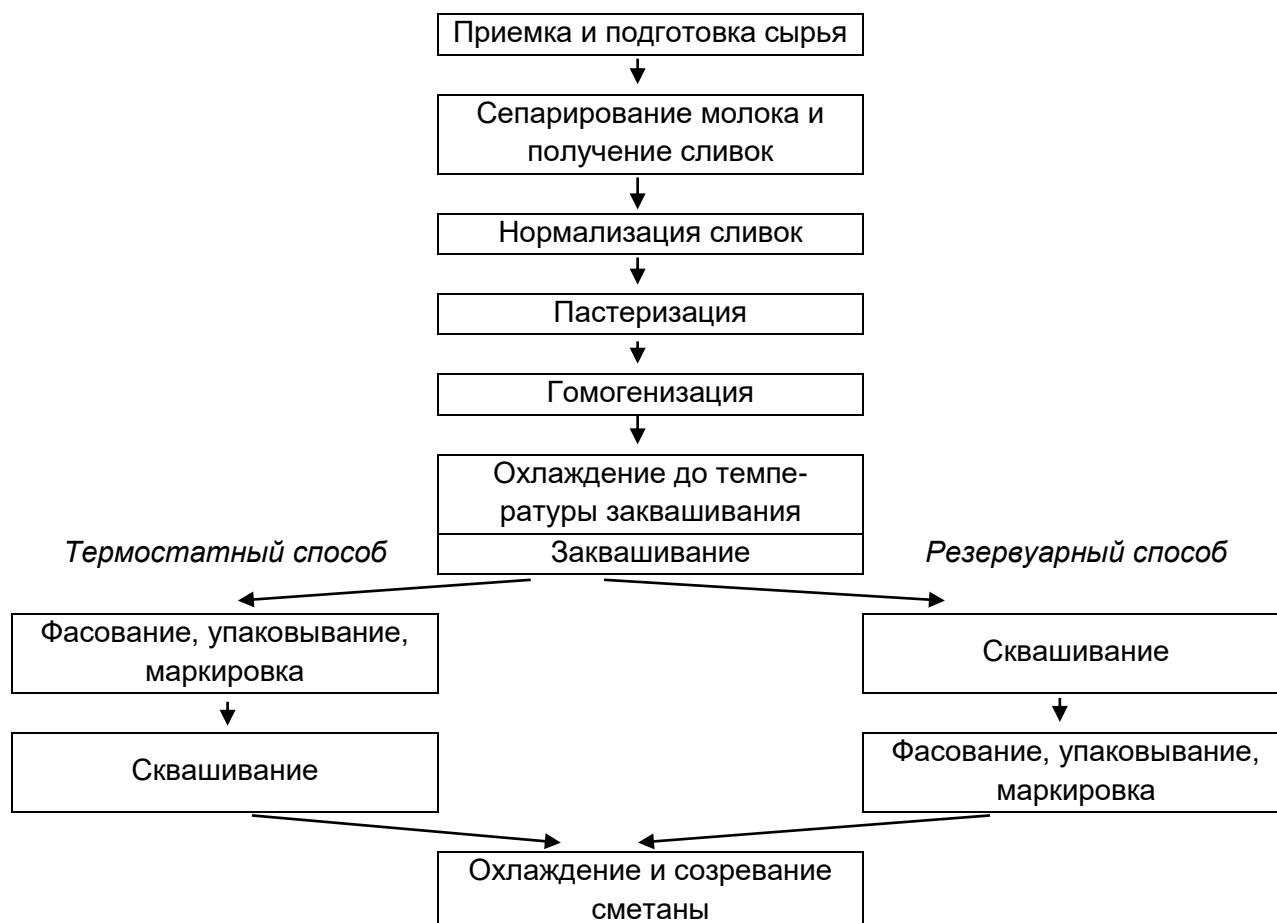 Приемка и подготовка сырья
Сепарирование молока и
получение сливок
Нормализация сливок
Пастеризация
Гомогенизация
Охлаждение до темпе-
ратуры заквашивания
Термостатный способ
Заквашивание
Резервуарный способ
Фасование, упаковывание,
маркировка
Сквашивание
Сквашивание
Фасование, упаковывание,
маркировка
Охлаждение и созревание
сметаны